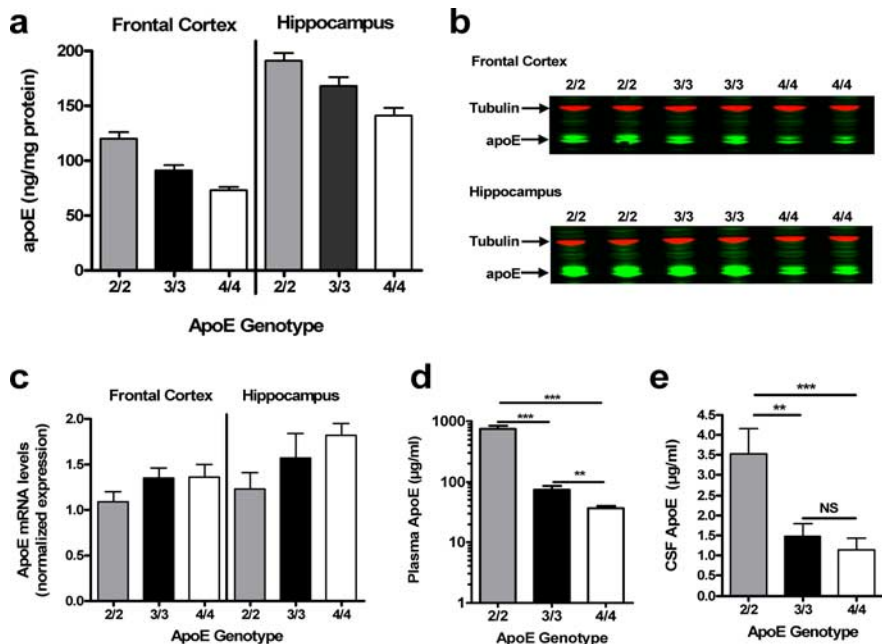 a
Frontal Cortex Hippocampus
apoE (ng/mg protein)
200
150
100
50
0
2/2 3/3 4/4 2/2 3/3 4/4
ApoE Genotype
b
Frontal Cortex
2/2 2/2 3/3 3/3 4/4 4/4
Tubulin
apoE
Hippocampus
2/2 2/2 3/3 3/3 4/4 4/4
Tubulin
apoE
c
Frontal Cortex Hippocampus
ApoE mRNA levels
(normalized expression)
2.0
1.5
1.0
0.5
0.0
2/2 3/3 4/4 2/2 3/3 4/4
ApoE Genotype
d
Plasma ApoE (µg/ml)
1000
100
10
1
***
***
**
2/2 3/3 4/4
ApoE Genotype
e
CSF ApoE (µg/ml)
4.5
4.0
3.5
3.0
2.5
2.0
1.5
1.0
0.5
0.0
***
**
NS
2/2 3/3 4/4
ApoE Genotype